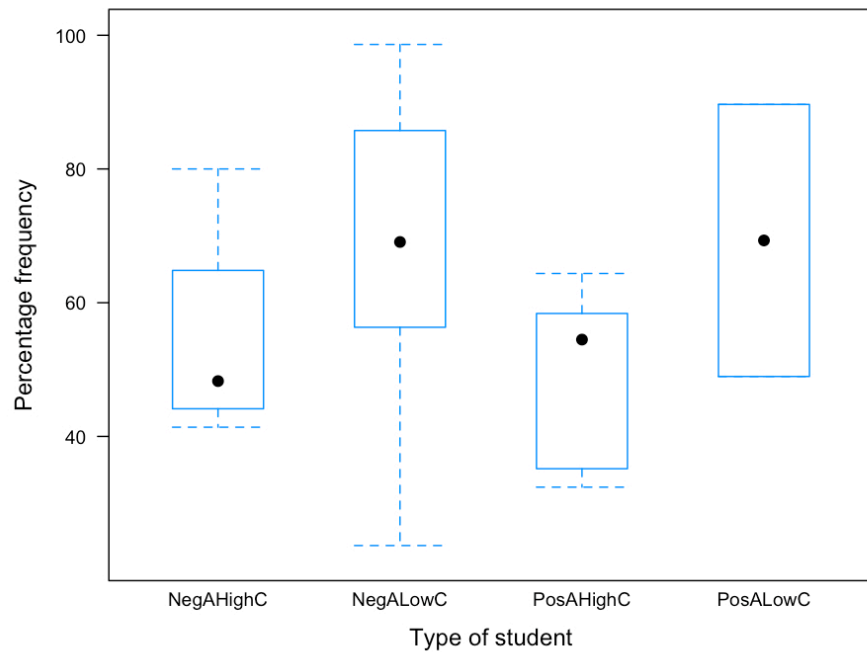 100
80
60
40
Percentage frequency
NegAHighC
NegALowC
PosAHighC
PosALowC
Type of student